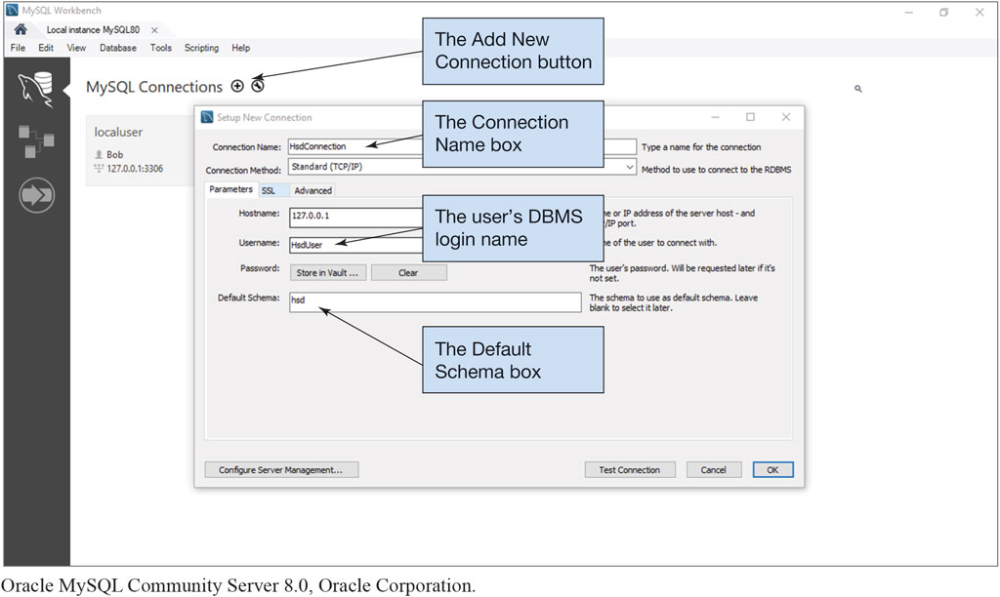 MySQL Workbench
Local instance MySQL80
File Edit View Database Tools Scripting Help
The Add New
Connection button
MySQL Connections
localuser
Bob
127.0.0.1:3306
Setup New Connection
The Connection
Name box
Connection Name: HsdConnection Type a name for the connection
Connection Method: Standard (TCP/IP) Method to use to connect to the RDBMS
Parameters SSL Advanced
The user's DBMS
login name
Hostname: 127.0.0.1 or IP address of the server host - and
/IP port.
Username: HsdUser of the user to connect with.
Password: Store in Vault ... Clear The user's password. Will be requested later if it's
not set.
Default Schema: hsd The schema to use as default schema. Leave
blank to select it later.
The Default
Schema box
Configure Server Management... Test Connection Cancel OK
Oracle MySQL Community Server 8.0, Oracle Corporation.